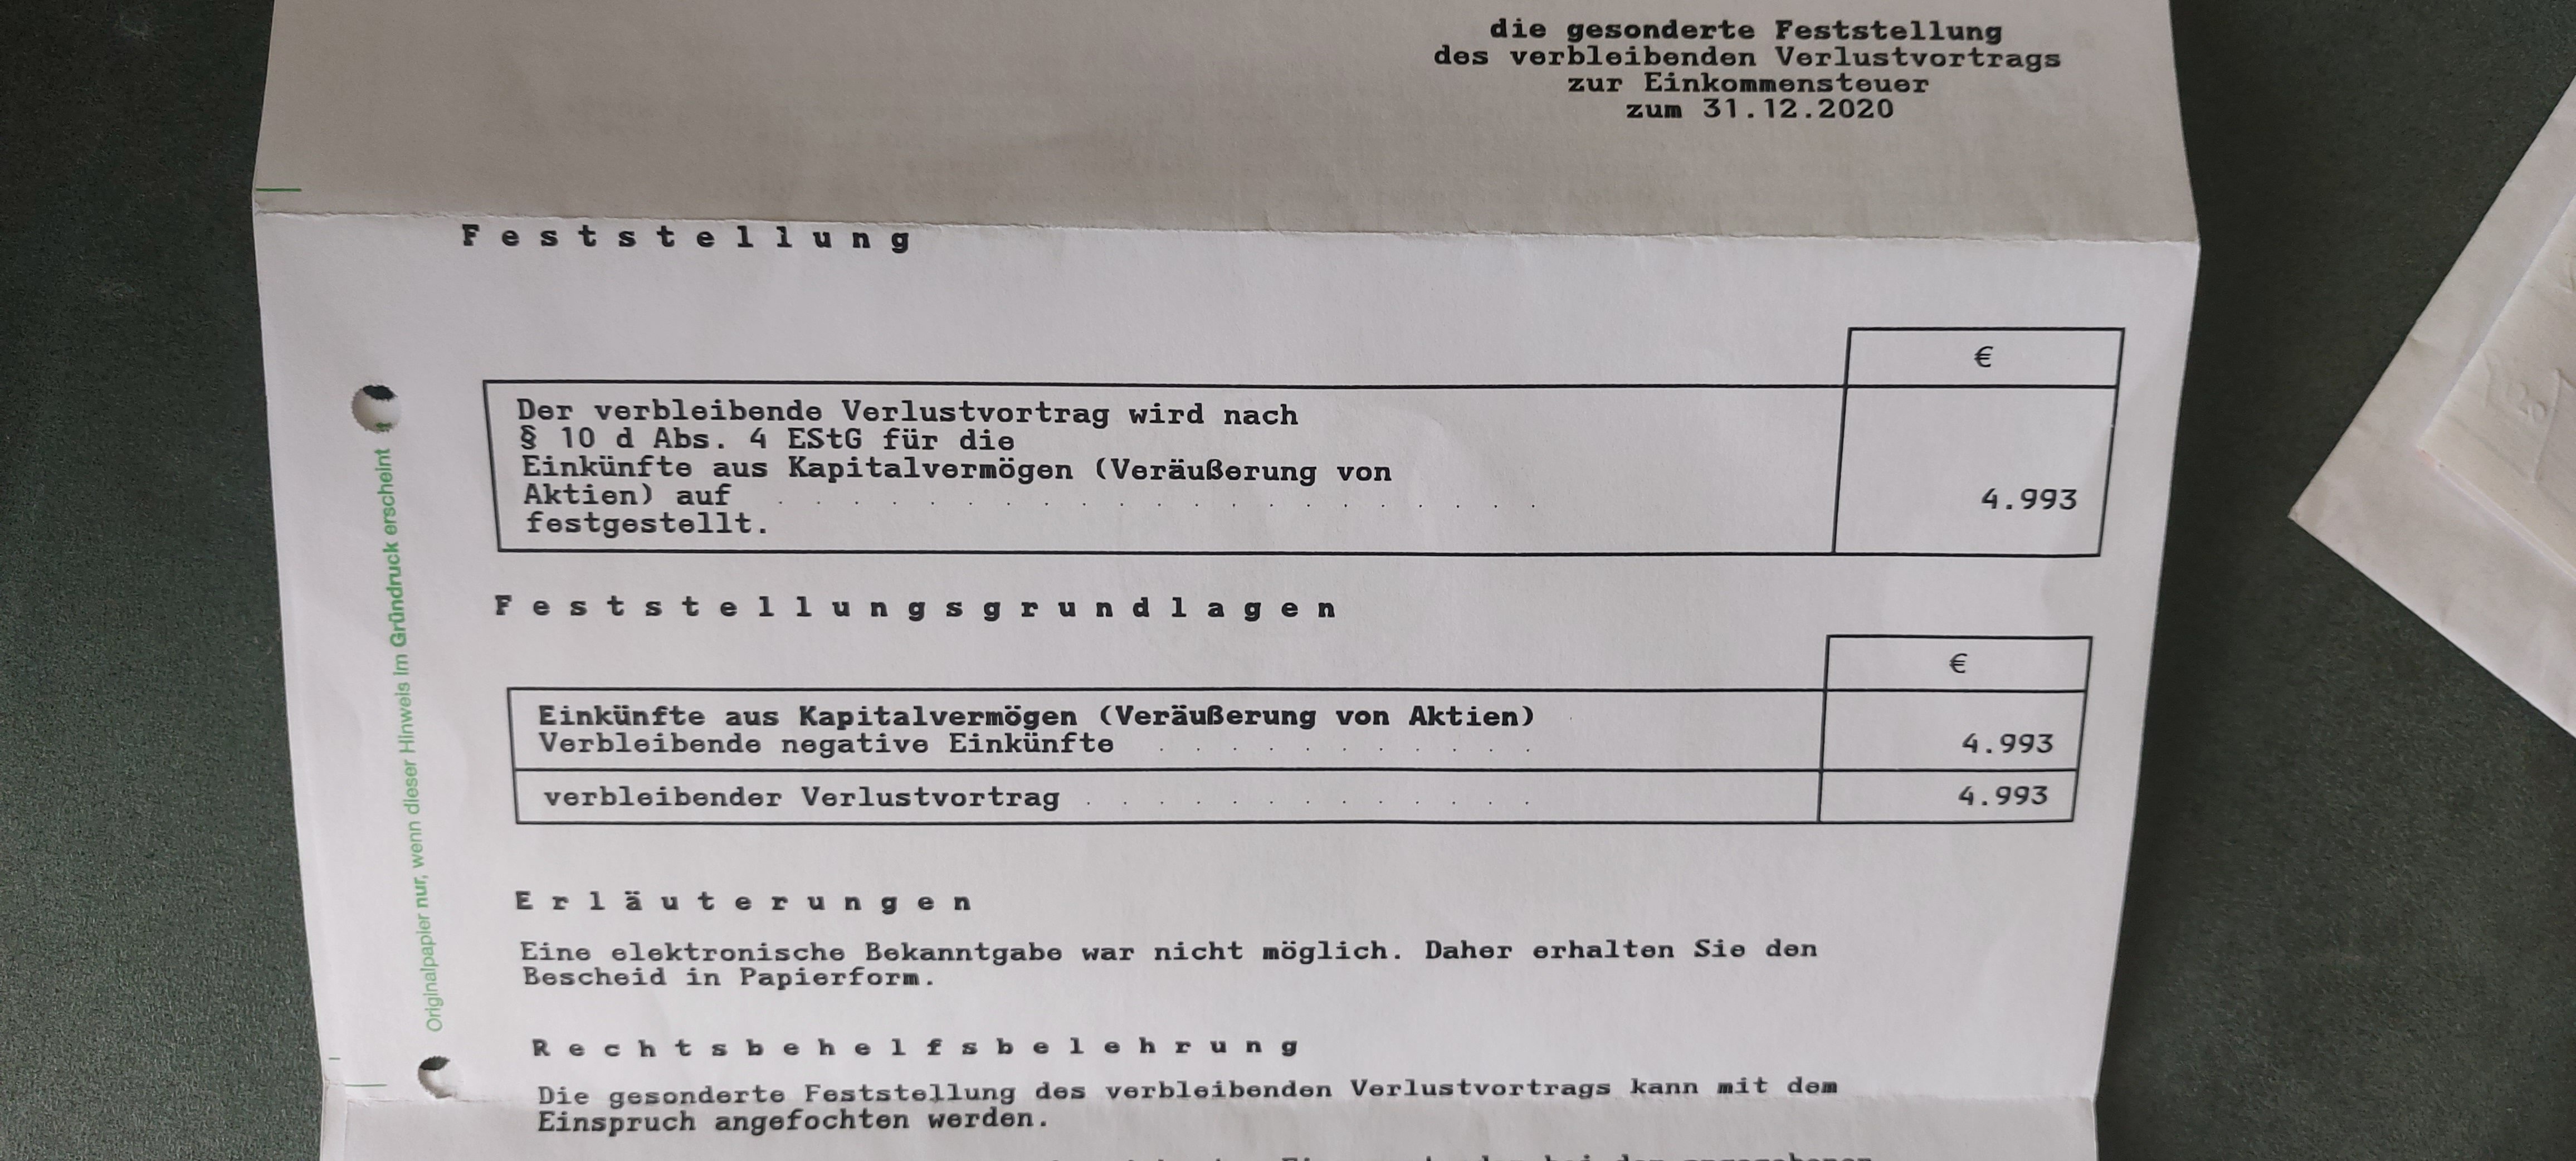 die gesonderte Feststellung
des verbleibenden Verlustvortrags
zur Einkommensteuer
zum 31.12.2020
Feststellung
€
Der verbleibende Verlustvortrag wird nach
§ 10 d Abs. 4 EStG für die
Einkünfte aus Kapitalvermögen (Veräußerung von
Aktien) auf . . . . . . . . . . . . . . . . . . . . 4.993
festgestellt.
Feststellungsgrundlagen
€
Einkünfte aus Kapitalvermögen (Veräußerung von Aktien)
Verbleibende negative Einkünfte . . . . . . . . . . . 4.993
verbleibender Verlustvortrag . . . . . . . . . . . . . 4.993
Erläuterungen
Eine elektronische Bekanntgabe war nicht möglich. Daher erhalten Sie den
Bescheid in Papierform.
Rechtsbehelfsbelehrung
Die gesonderte Feststellung des verbleibenden Verlustvortrags kann mit dem
Einspruch angefochten werden.
Originalpapier nur, wenn dieser Hinweis im Gründruck erscheint